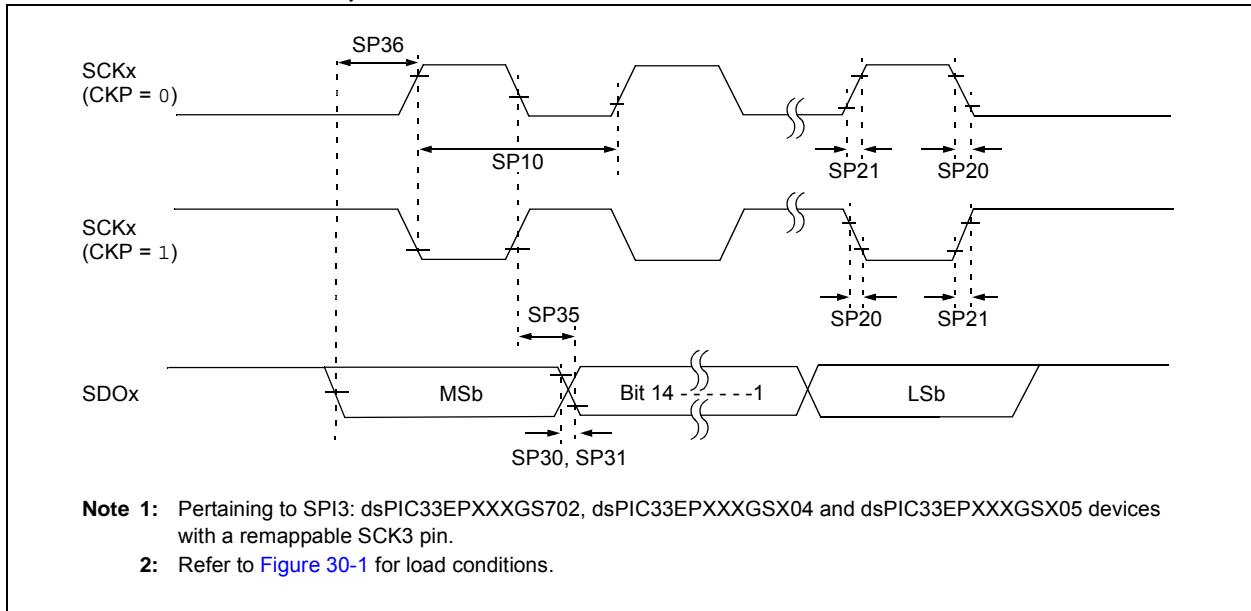 SP36
SCKx
(CKP = 0)
SP10
SP21
SP20
SCKx
(CKP = 1)
SP35
SP20
SP21
SDOx
MSb
Bit 14 - - - - - -1
LSb
SP30, SP31
Note 1: Pertaining to SPI3: dsPIC33EPXXXGS702, dsPIC33EPXXXGSX04 and dsPIC33EPXXXGSX05 devices
with a remappable SCK3 pin.
2: Refer to Figure 30-1 for load conditions.